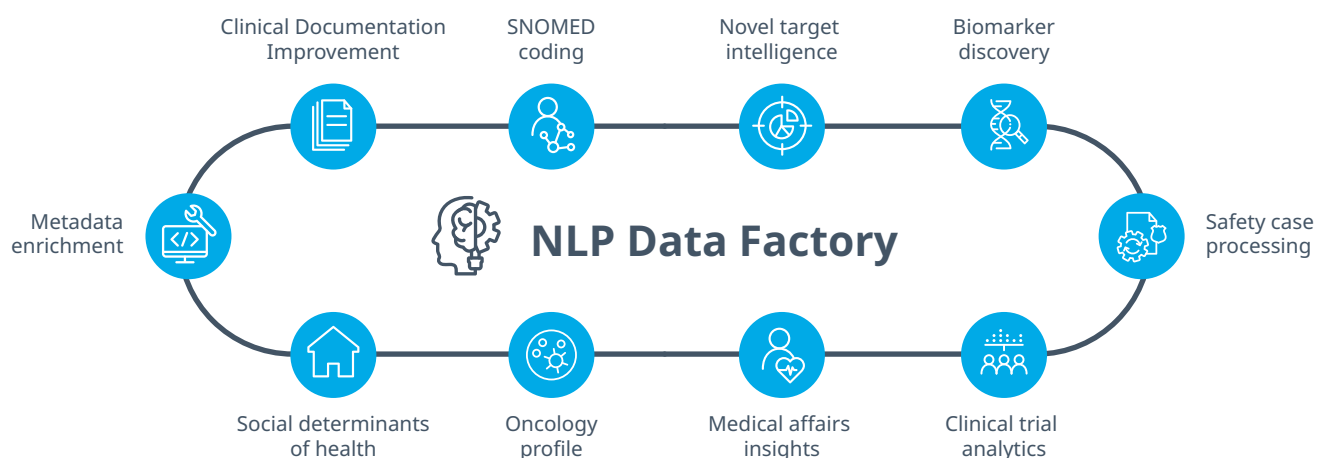 Clinical Documentation
Improvement
SNOMED
coding
Novel target
intelligence
Biomarker
discovery
Metadata
enrichment
</>
NLP Data Factory
Safety case
processing
Social determinants
of health
Oncology
profile
Medical affairs
insights
Clinical trial
analytics